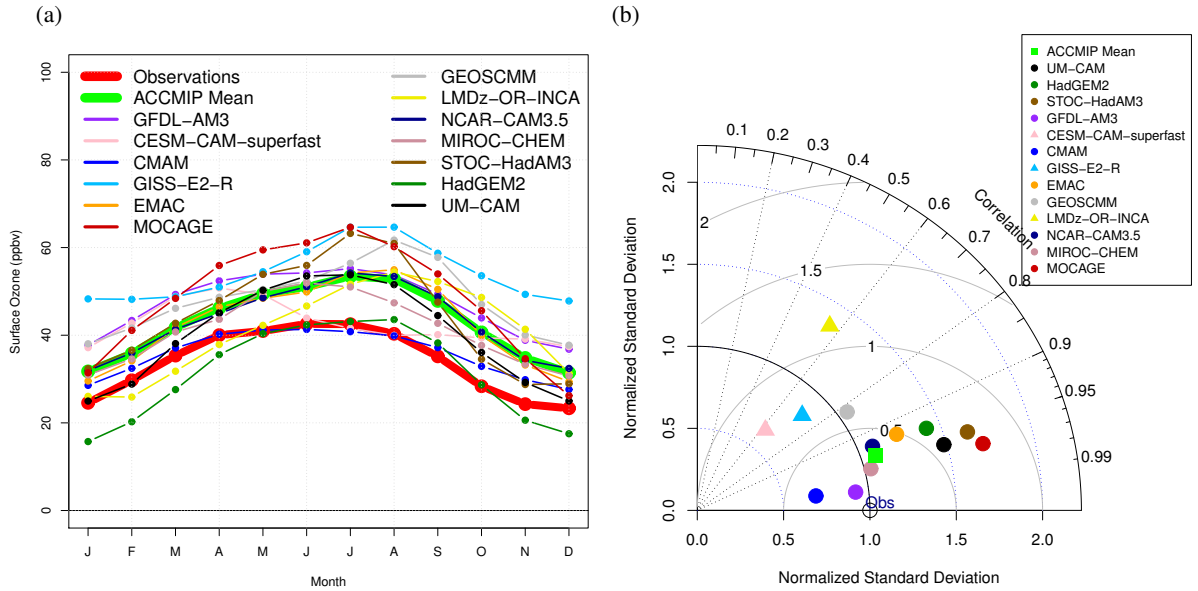 (a)
Observations
ACCMIP Mean
GFDL−AM3
CESM−CAM−superfast
CMAM
GISS−E2−R
EMAC
MOCAGE
GEOSCMM
LMDz−OR−INCA
NCAR−CAM3.5
MIROC−CHEM
STOC−HadAM3
HadGEM2
UM−CAM
Surface Ozone (ppbv)
100
80
60
40
20
0
J F M A M J J A S O N D
Month
(b)
ACCMIP Mean
UM−CAM
HadGEM2
STOC−HadAM3
GFDL−AM3
CESM−CAM−superfast
CMAM
GISS−E2−R
EMAC
GEOSCMM
LMDz−OR−INCA
NCAR−CAM3.5
MIROC−CHEM
MOCAGE
0.1 0.2 0.3 0.4 0.5 0.6 0.7 0.8 0.9 0.95 0.99
Correlation
Normalized Standard Deviation
2.0
1.5
1.0
0.5
0.0
2
1.5
1
0.5
Obs
0.0 0.5 1.0 1.5 2.0
Normalized Standard Deviation